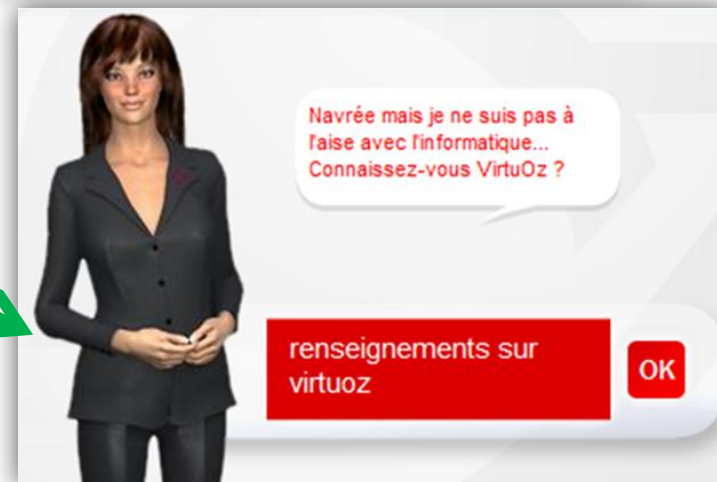 Navrée mais je ne suis pas à
l'aise avec l'informatique...
Connaissez-vous VirtuOz ?
renseignements sur
virtuoz
OK